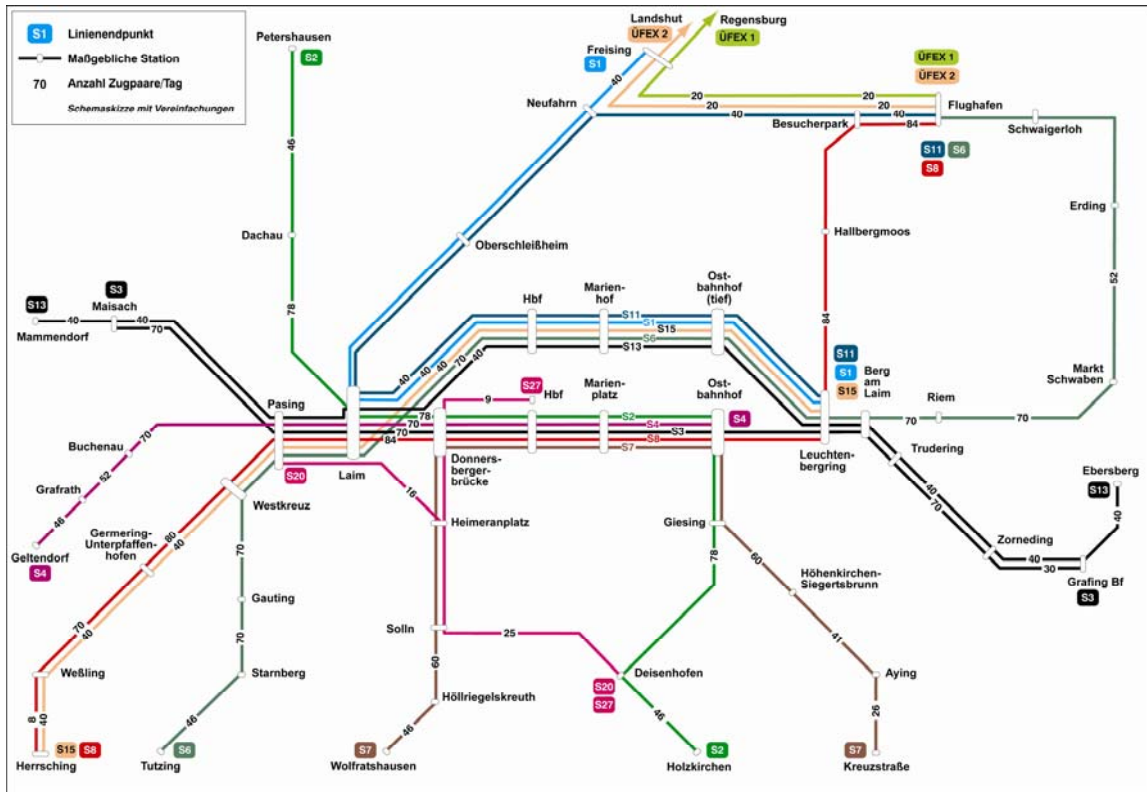 S1 Linienendpunkt
Maßgebliche Station
70 Anzahl Zugpaare/Tag
Schemaskizze mit Vereinfachungen
Petershausen
S2
Landshut
ÜFEX 2
Regensburg
ÜFEX 1
Freising
S1
40
ÜFEX 1
ÜFEX 2
Neufahrn
20
20
20
20
40
40
84
Besucherpark
Flughafen
Schwaigerloh
S11 S6
S8
46
Dachau
Oberschleißheim
Hallbergmoos
Erding
52
78
84
S13
Mammendorf
40
S3
Maisach
40
70
Hbf
Marien-
hof
Ost-
bahnhof
(tief)
S11
S1
S15
S6
S13
40
40
40
70
40
S11
S1
S15
Berg
am
Laim
Markt
Schwaben
Riem
70
70
Pasing
S27
Hbf
9
Marien-
platz
Ost-
bahnhof
78
70
70
84
S2
S4
S3
S8
S7
S4
Buchenau
70
52
Grafrath
46
Geltendorf
S4
S20
Laim
Donners-
berger-
brücke
Leuchten-
bergring
Trudering
Ebersberg
S13
40
Westkreuz
16
Heimeranplatz
Giesing
40
70
Zorneding
40
30
Grafing Bf
S3
Germering-
Unterpfaffen-
hofen
80
40
70
78
60
Höhenkirchen-
Siegertsbrunn
Gauting
70
40
70
Solln
25
41
Weßling
Starnberg
60
Deisenhofen
S20
S27
Aying
8
40
46
Höllriegelskreuth
46
46
26
Herrsching
S15 S8
Tutzing
S6
Wolfratshausen
S7
Holzkirchen
S2
Kreuzstraße
S7